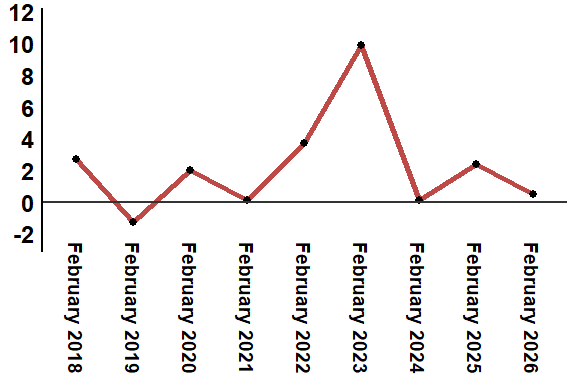 12
10
8
6
4
2
0
-2
February 2018
February 2019
February 2020
February 2021
February 2022
February 2023
February 2024
February 2025
February 2026